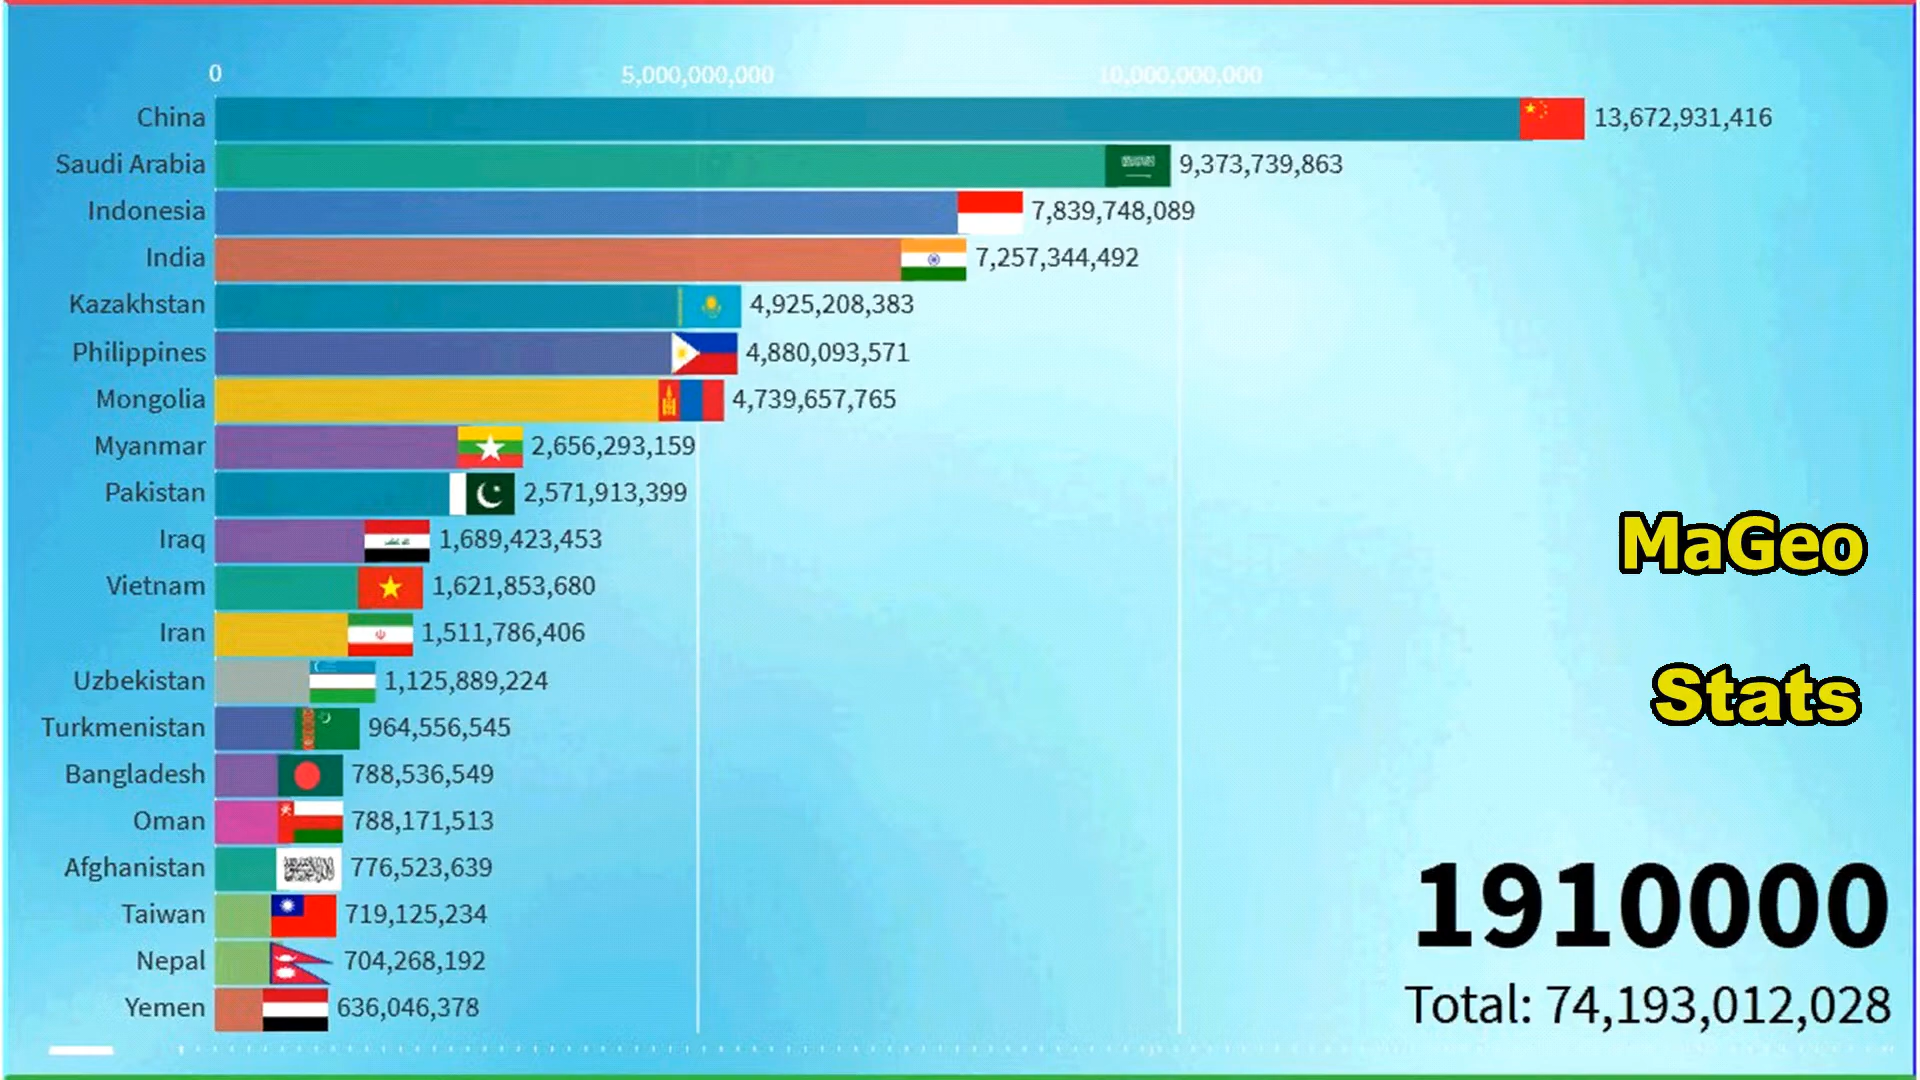 0 5,000,000,000 10,000,000,000
China 13,672,931,416
Saudi Arabia 9,373,739,863
Indonesia 7,839,748,089
India 7,257,344,492
Kazakhstan 4,925,208,383
Philippines 4,880,093,571
Mongolia 4,739,657,765
Myanmar 2,656,293,159
Pakistan 2,571,913,399
Iraq 1,689,423,453
Vietnam 1,621,853,680
Iran 1,511,786,406
Uzbekistan 1,125,889,224
Turkmenistan 964,556,545
Bangladesh 788,536,549
Oman 788,171,513
Afghanistan 776,523,639
Taiwan 719,125,234
Nepal 704,268,192
Yemen 636,046,378
MaGeo
Stats
1910000
Total: 74,193,012,028